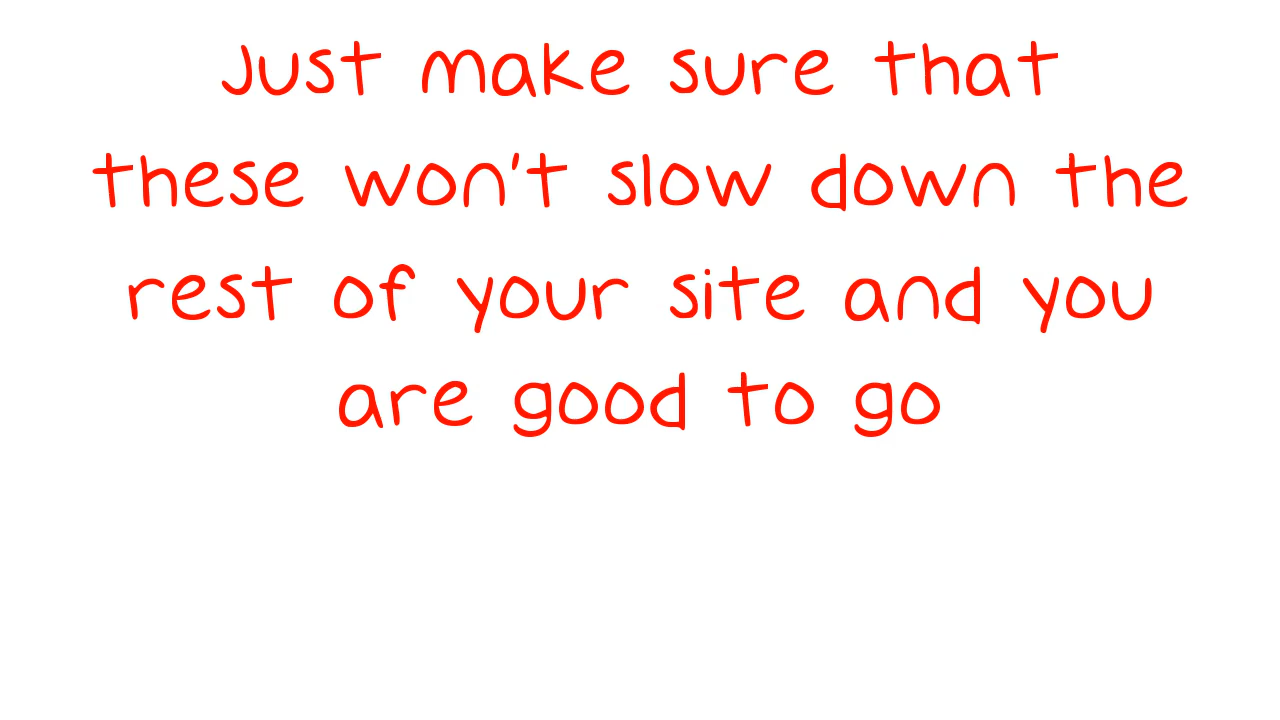 Just make sure that
these won't slow down the
rest of your site and you
are good to go